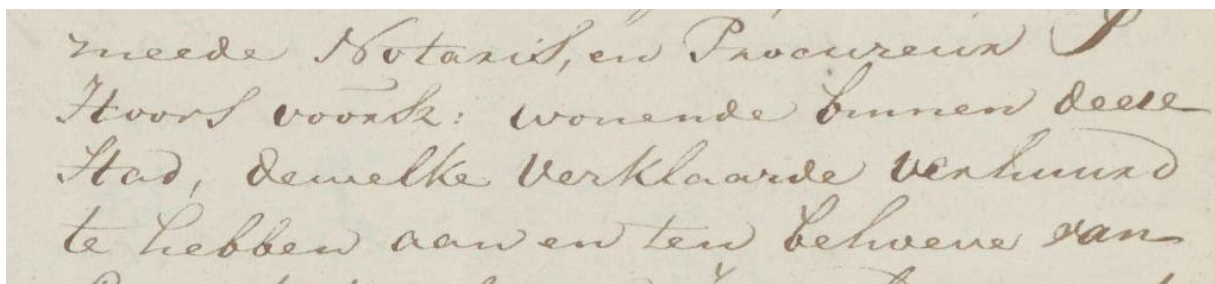 meede Notaris, en Procureur
Hoors voorsz: wonende binnen deese
Stad, dewelke verklaarde verhuurd
te hebben aan en ten behoeve van